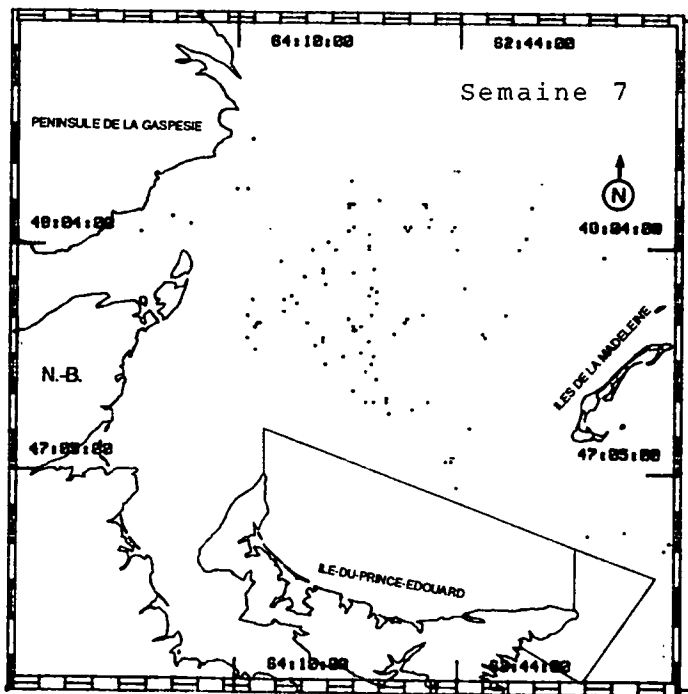 64:10:00 62:44:00
Semaine 7
PENINSULE DE LA GASPESIE
N
48:04:00 48:04:00
ILES DE LA MADELEINE
N.-B.
47:05:00 47:05:00
ILE-DU-PRINCE-EDOUARD
64:10:00 62:44:00